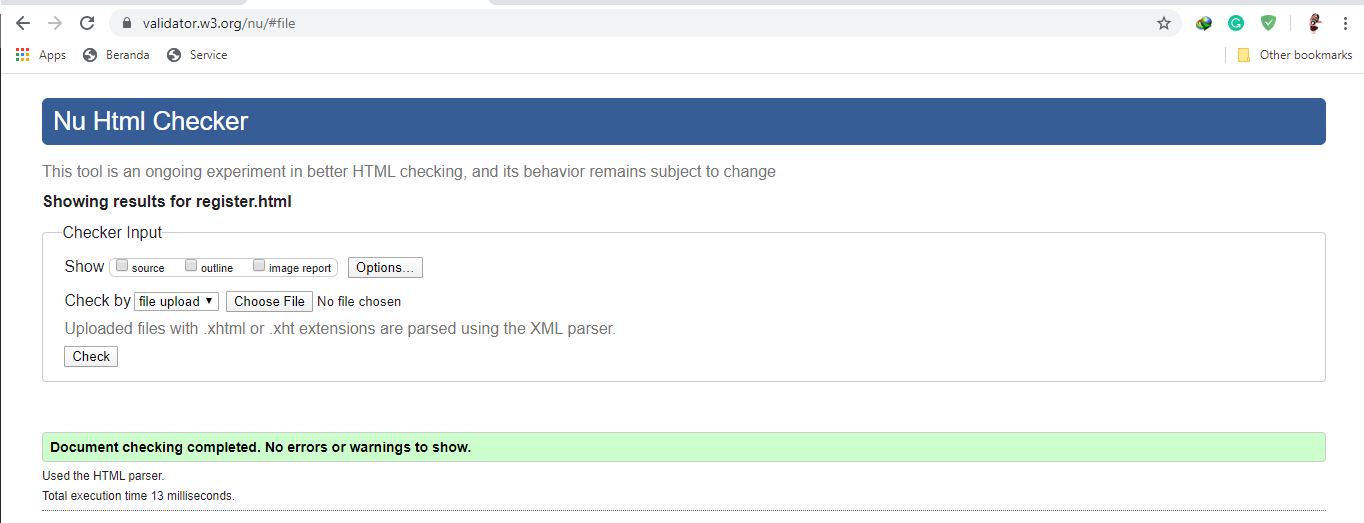 validator.w3.org/nu/#file
Apps Beranda Service Other bookmarks
Nu Html Checker
This tool is an ongoing experiment in better HTML checking, and its behavior remains subject to change
Showing results for register.html
Checker Input
Show source outline image report Options...
Check by file upload Choose File No file chosen
Uploaded files with .xhtml or .xht extensions are parsed using the XML parser.
Check
Document checking completed. No errors or warnings to show.
Used the HTML parser.
Total execution time 13 milliseconds.